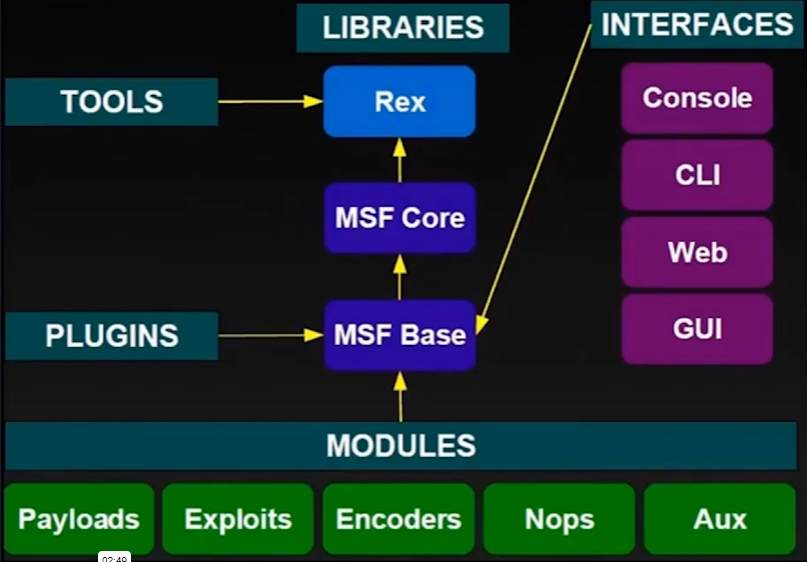 LIBRARIES
INTERFACES
TOOLS
Rex
Console
CLI
MSF Core
Web
PLUGINS
MSF Base
GUI
MODULES
Payloads
Exploits
Encoders
Nops
Aux
02:49